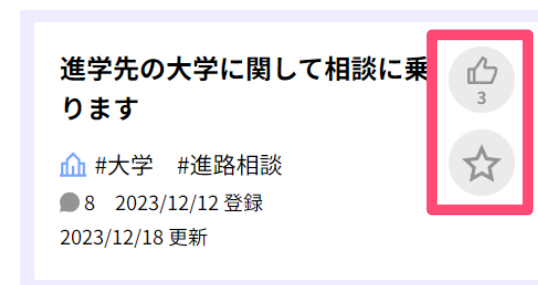 進学先の大学に関して相談に乗
ります
3
#大学　#進路相談
8　2023/12/12 登録
2023/12/18 更新